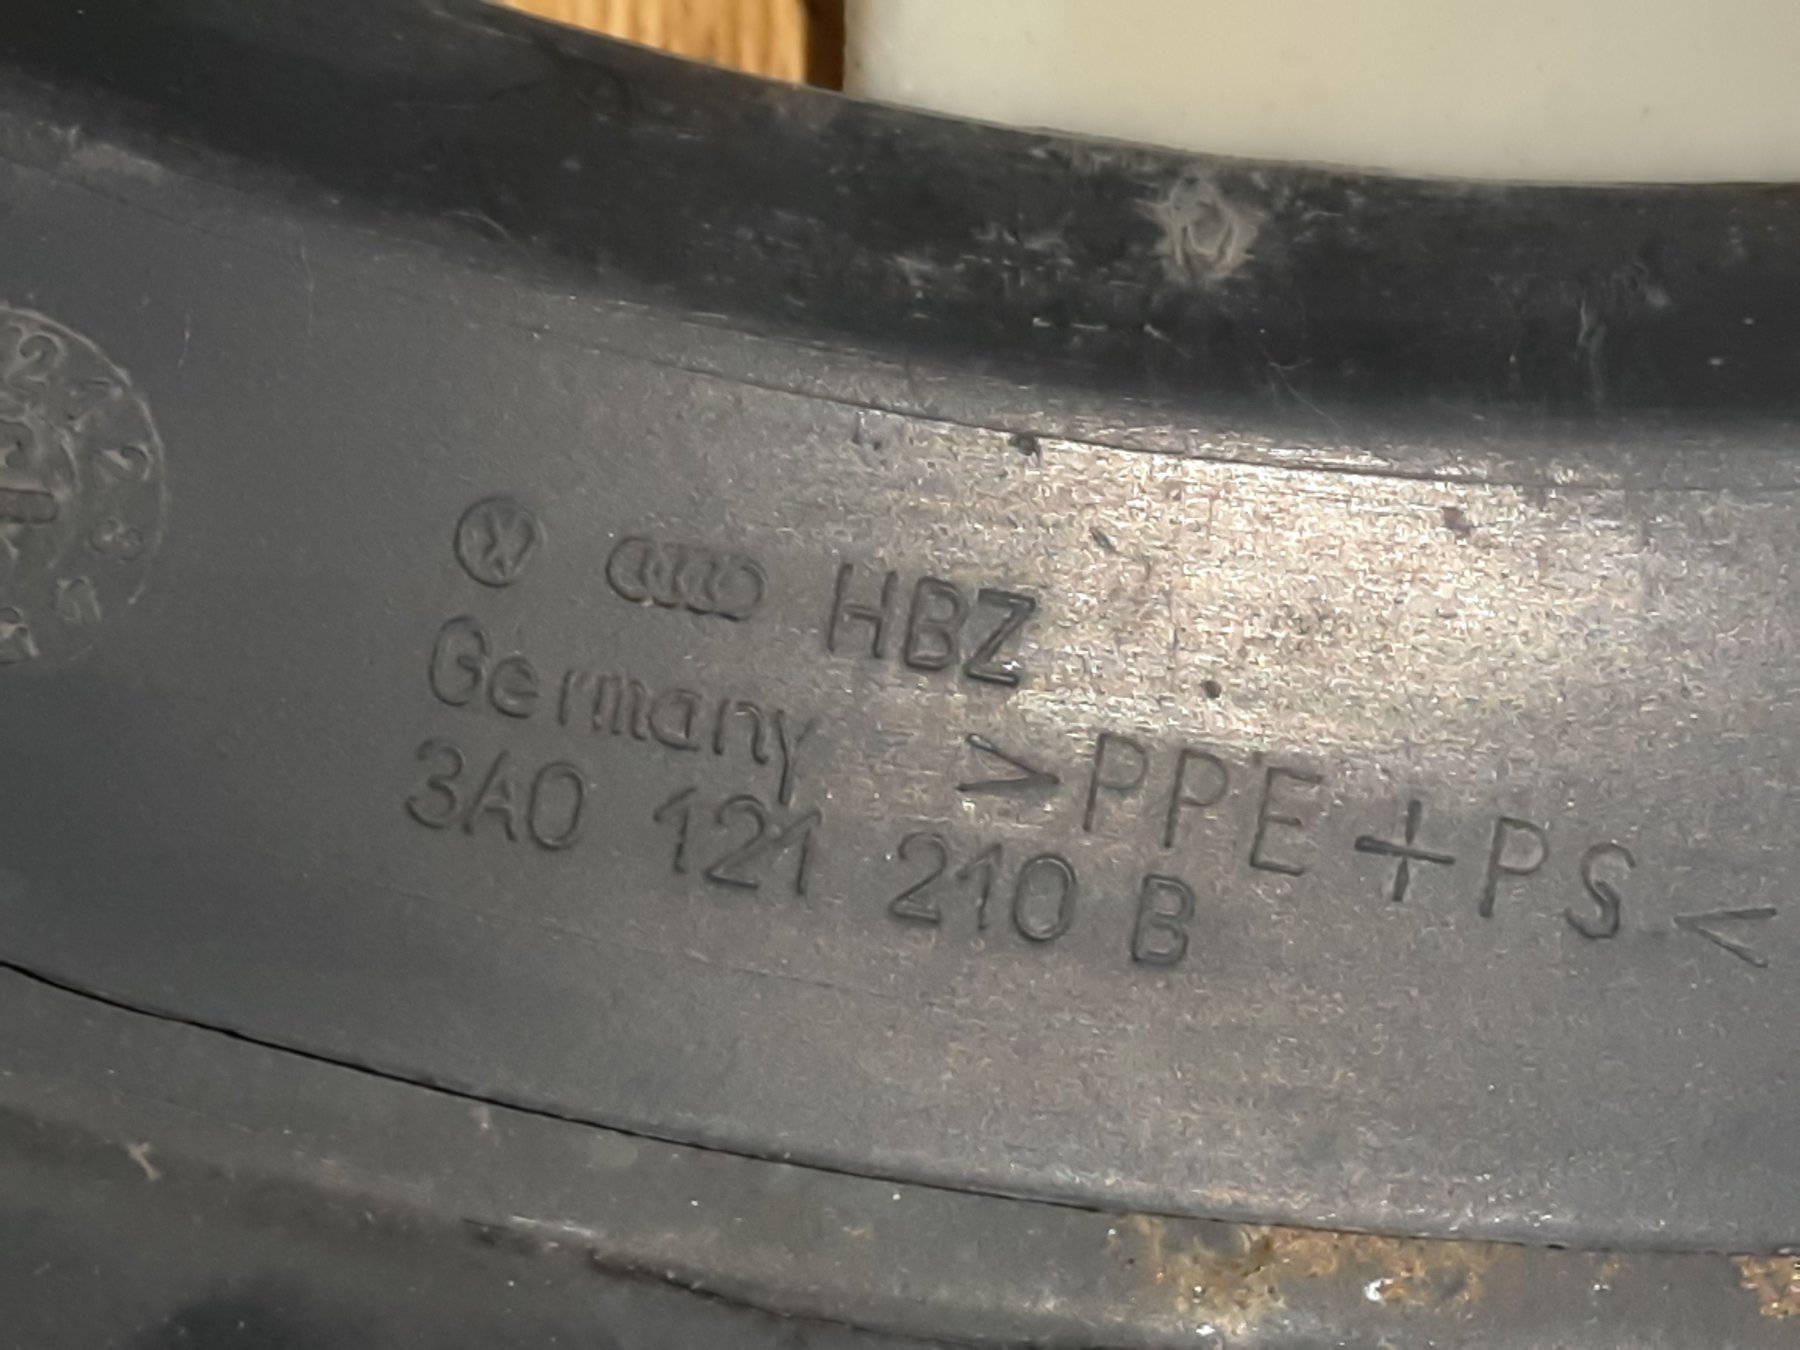 HBZ
Germany >PPE+PS<
3A0 121 210 B